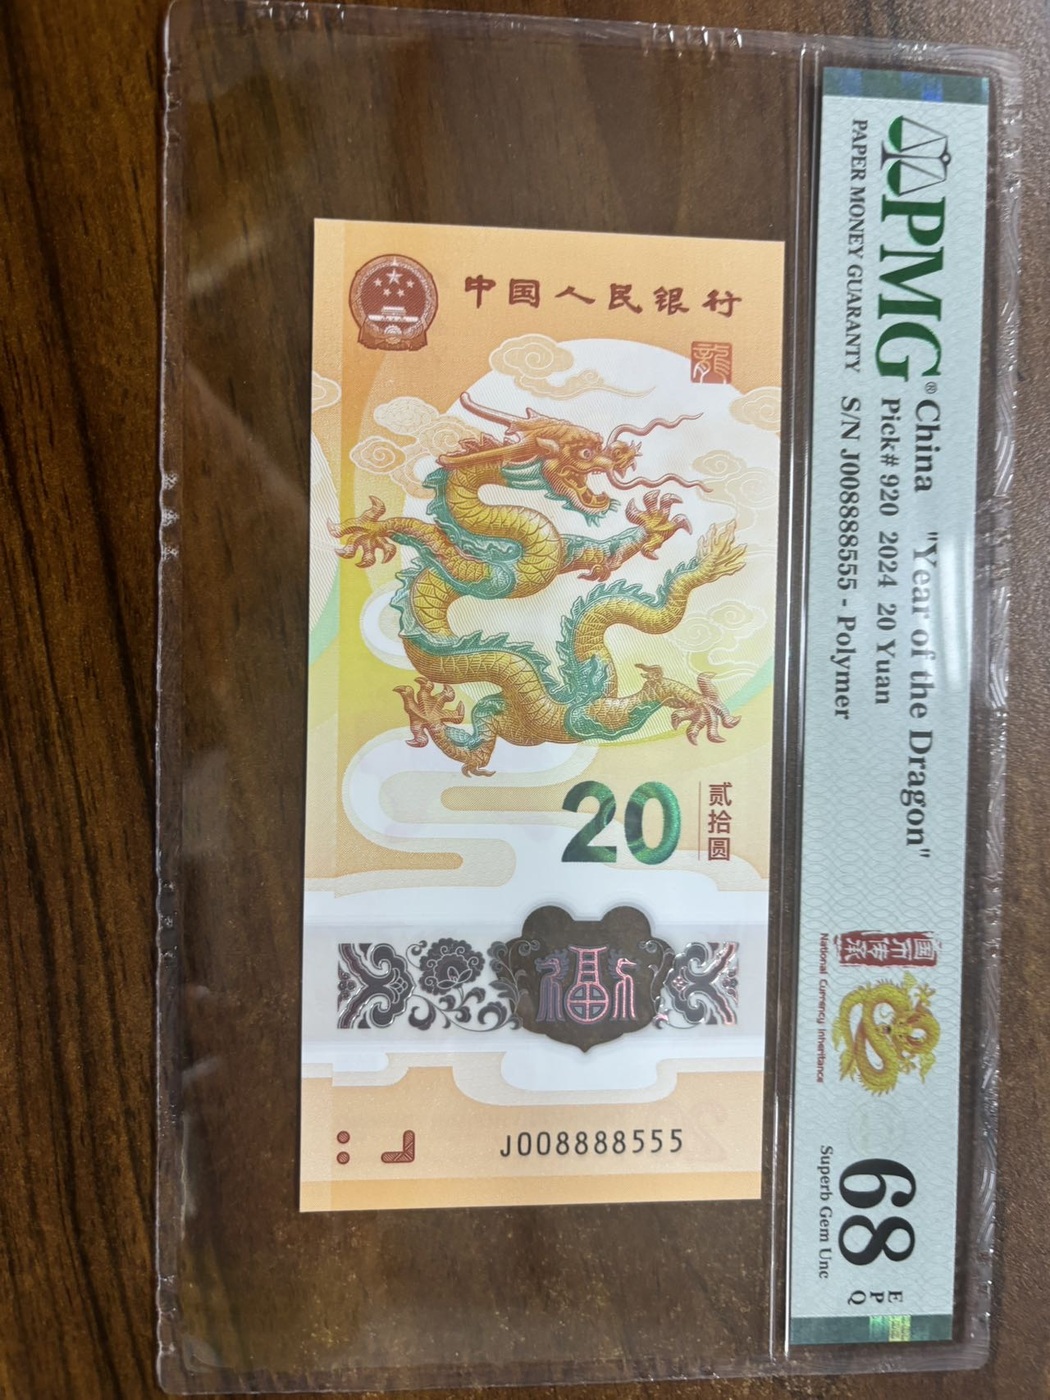 PMG®
PAPER MONEY GUARANTY
China "Year of the Dragon"
Pick# 920 2024 20 Yuan
S/N J008888555 - Polymer
National Currency Inheritance
68
E
P
Q
Superb Gem Unc
中国人民银行
龍
20
贰拾圆
J008888555